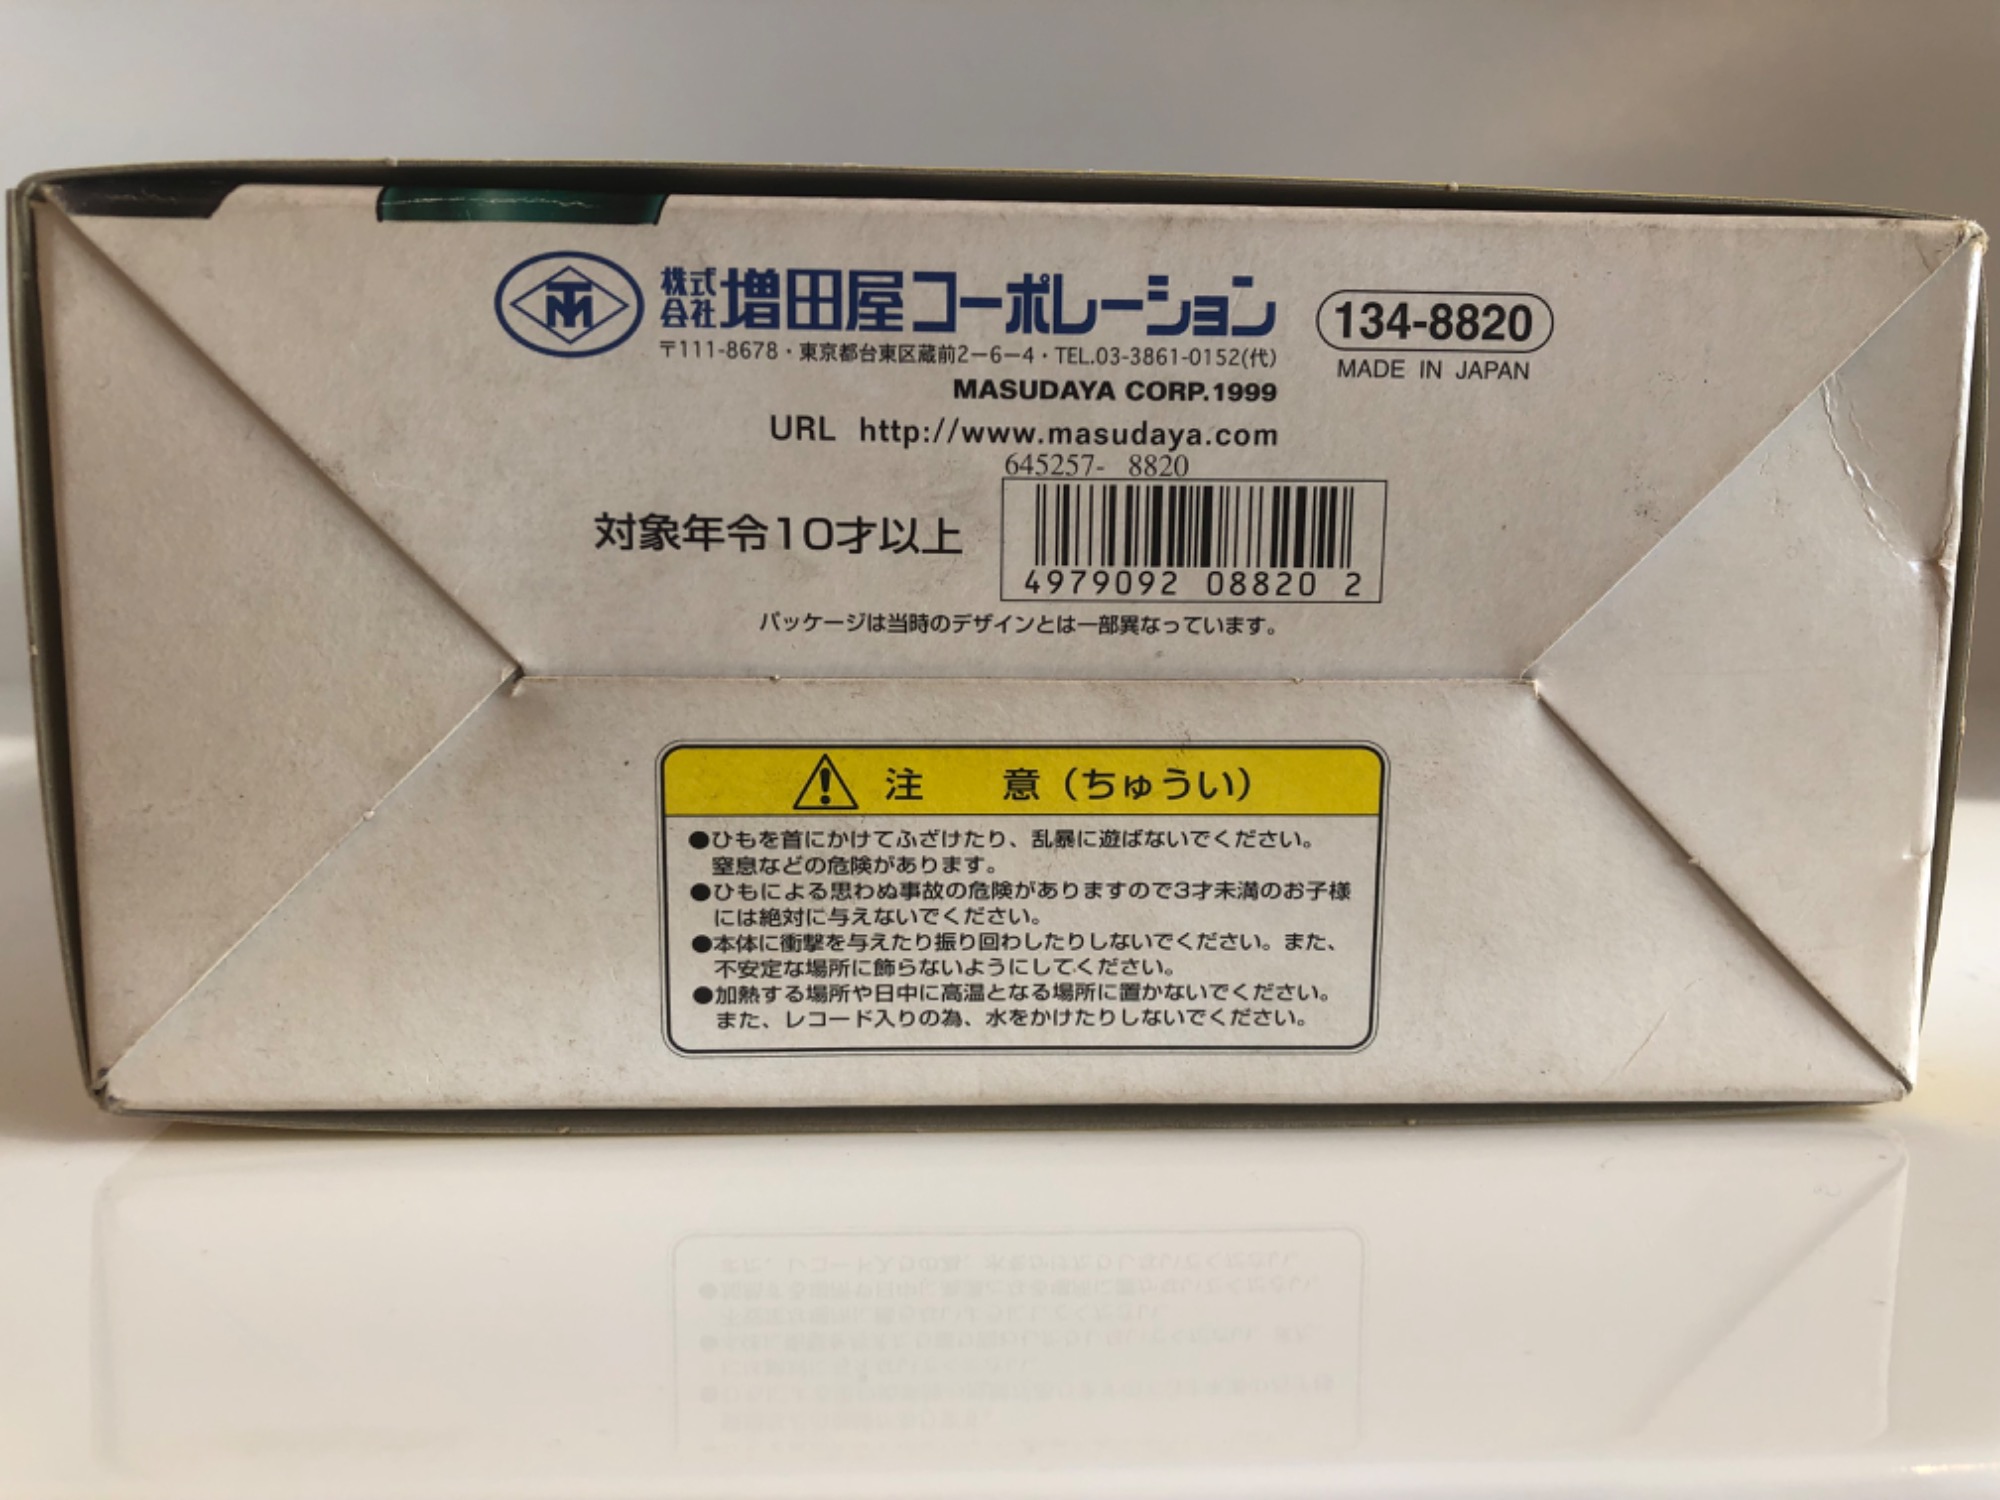 TM
株式会社 増田屋コーポレーション
134-8820
〒111-8678・東京都台東区蔵前2−6−4・TEL.03-3861-0152(代)
MADE IN JAPAN
MASUDAYA CORP.1999
URL http://www.masudaya.com
645257- 8820
対象年令10才以上
4979092 08820 2
パッケージは当時のデザインとは一部異なっています。
注 意(ちゅうい)
●ひもを首にかけてふざけたり、乱暴に遊ばないでください。
窒息などの危険があります。
●ひもによる思わぬ事故の危険がありますので3才未満のお子様
には絶対に与えないでください。
●本体に衝撃を与えたり振り回わしたりしないでください。また、
不安定な場所に飾らないようにしてください。
●加熱する場所や日中に高温となる場所に置かないでください。
また、レコード入りの為、水をかけたりしないでください。